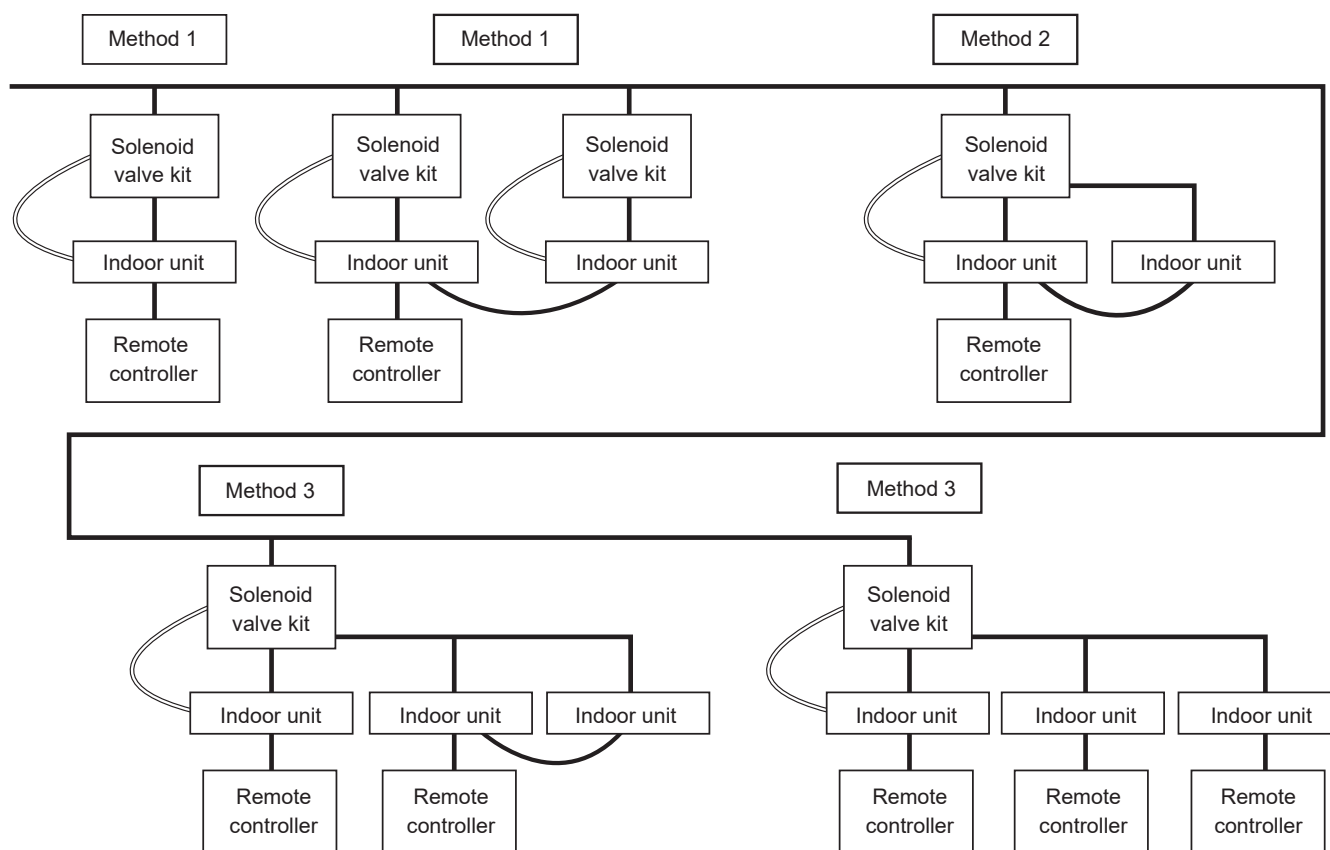 Method 1
Method 1
Method 2
Solenoid
valve kit
Solenoid
valve kit
Solenoid
valve kit
Solenoid
valve kit
Indoor unit
Indoor unit
Indoor unit
Indoor unit
Indoor unit
Remote
controller
Remote
controller
Remote
controller
Method 3
Method 3
Solenoid
valve kit
Solenoid
valve kit
Indoor unit
Indoor unit
Indoor unit
Indoor unit
Indoor unit
Indoor unit
Remote
controller
Remote
controller
Remote
controller
Remote
controller
Remote
controller